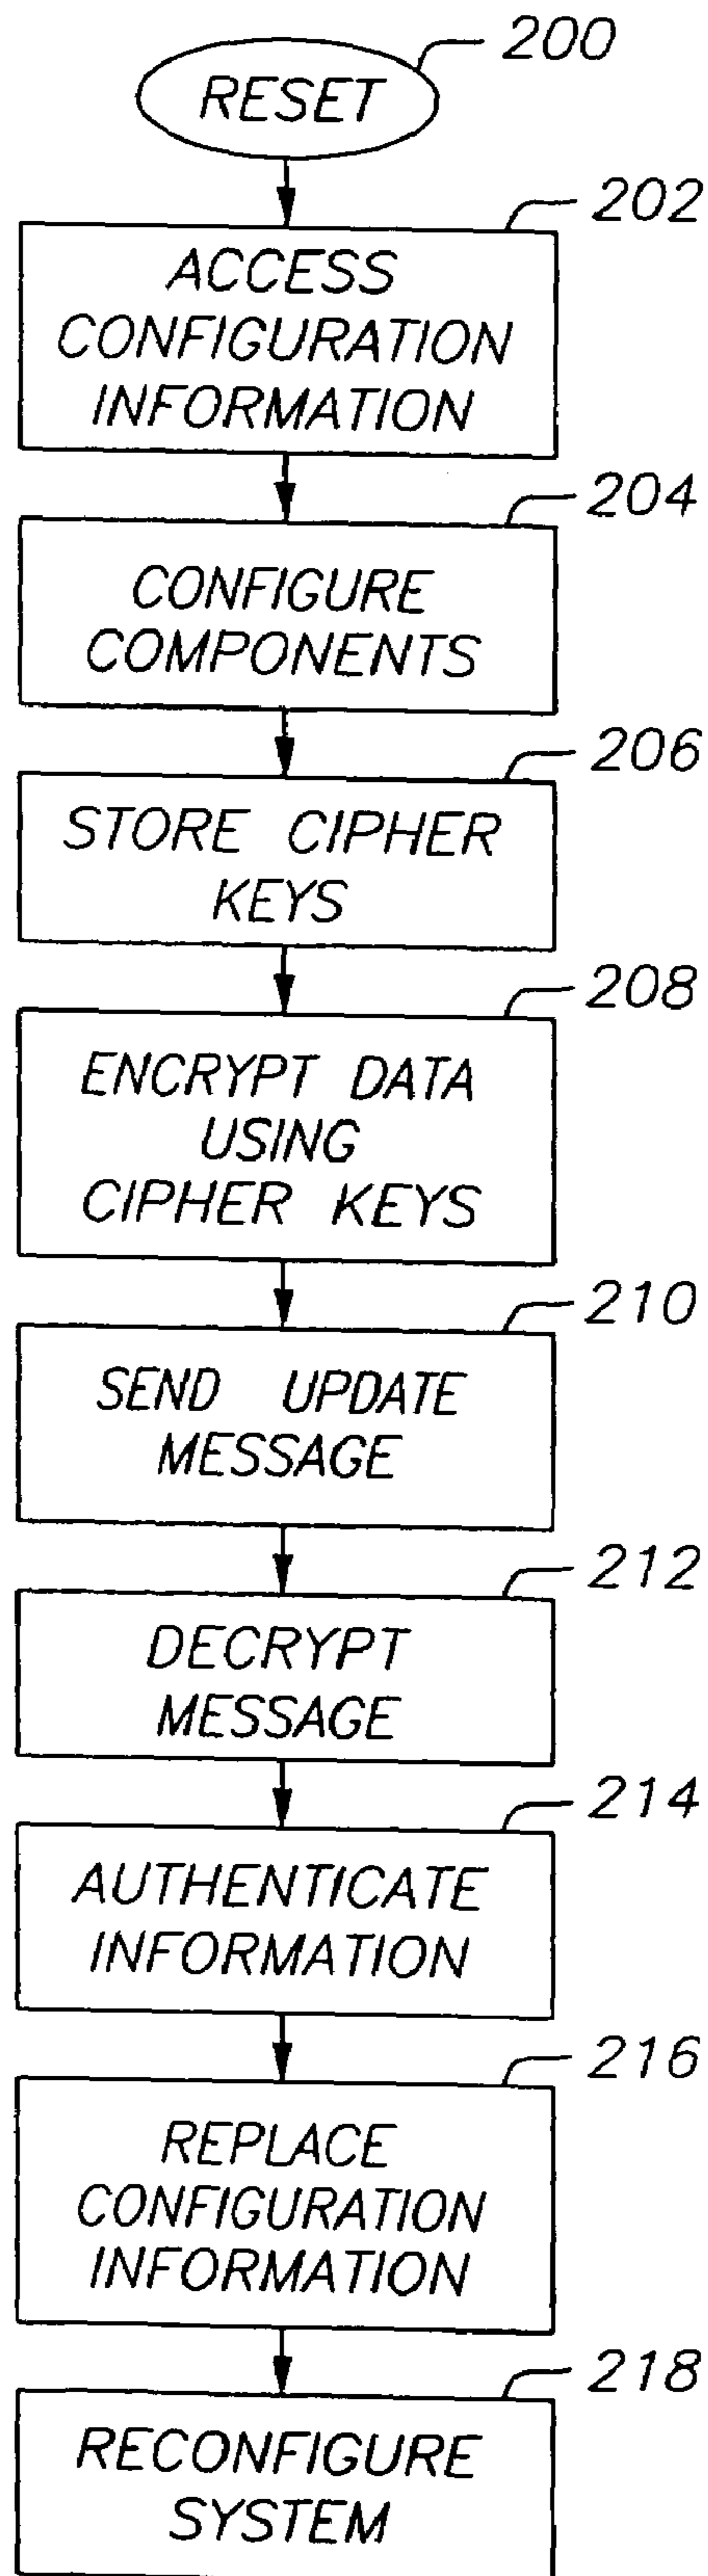 200
RESET
202
ACCESS
CONFIGURATION
INFORMATION
204
CONFIGURE
COMPONENTS
206
STORE CIPHER
KEYS
208
ENCRYPT DATA
USING
CIPHER KEYS
210
SEND UPDATE
MESSAGE
212
DECRYPT
MESSAGE
214
AUTHENTICATE
INFORMATION
216
REPLACE
CONFIGURATION
INFORMATION
218
RECONFIGURE
SYSTEM